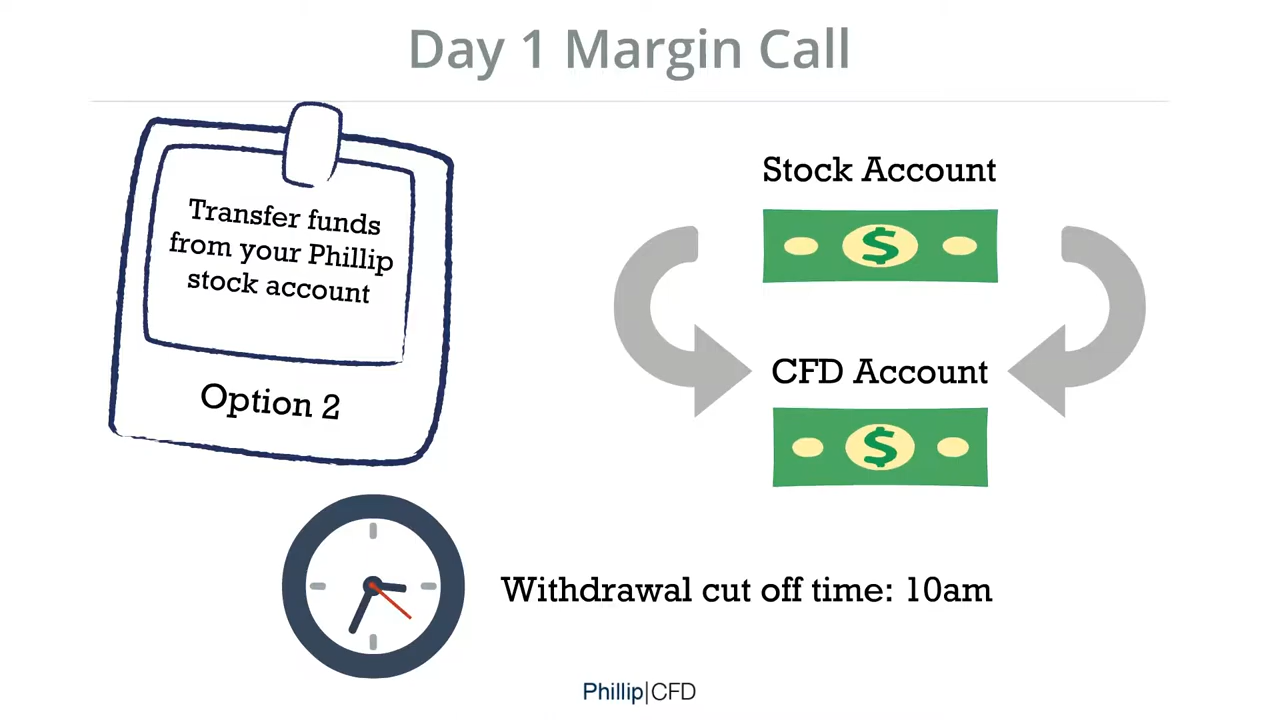 Day 1 Margin Call
Transfer funds
from your Phillip
stock account
Option 2
Stock Account
$
CFD Account
$
Withdrawal cut off time: 10am
Phillip|CFD